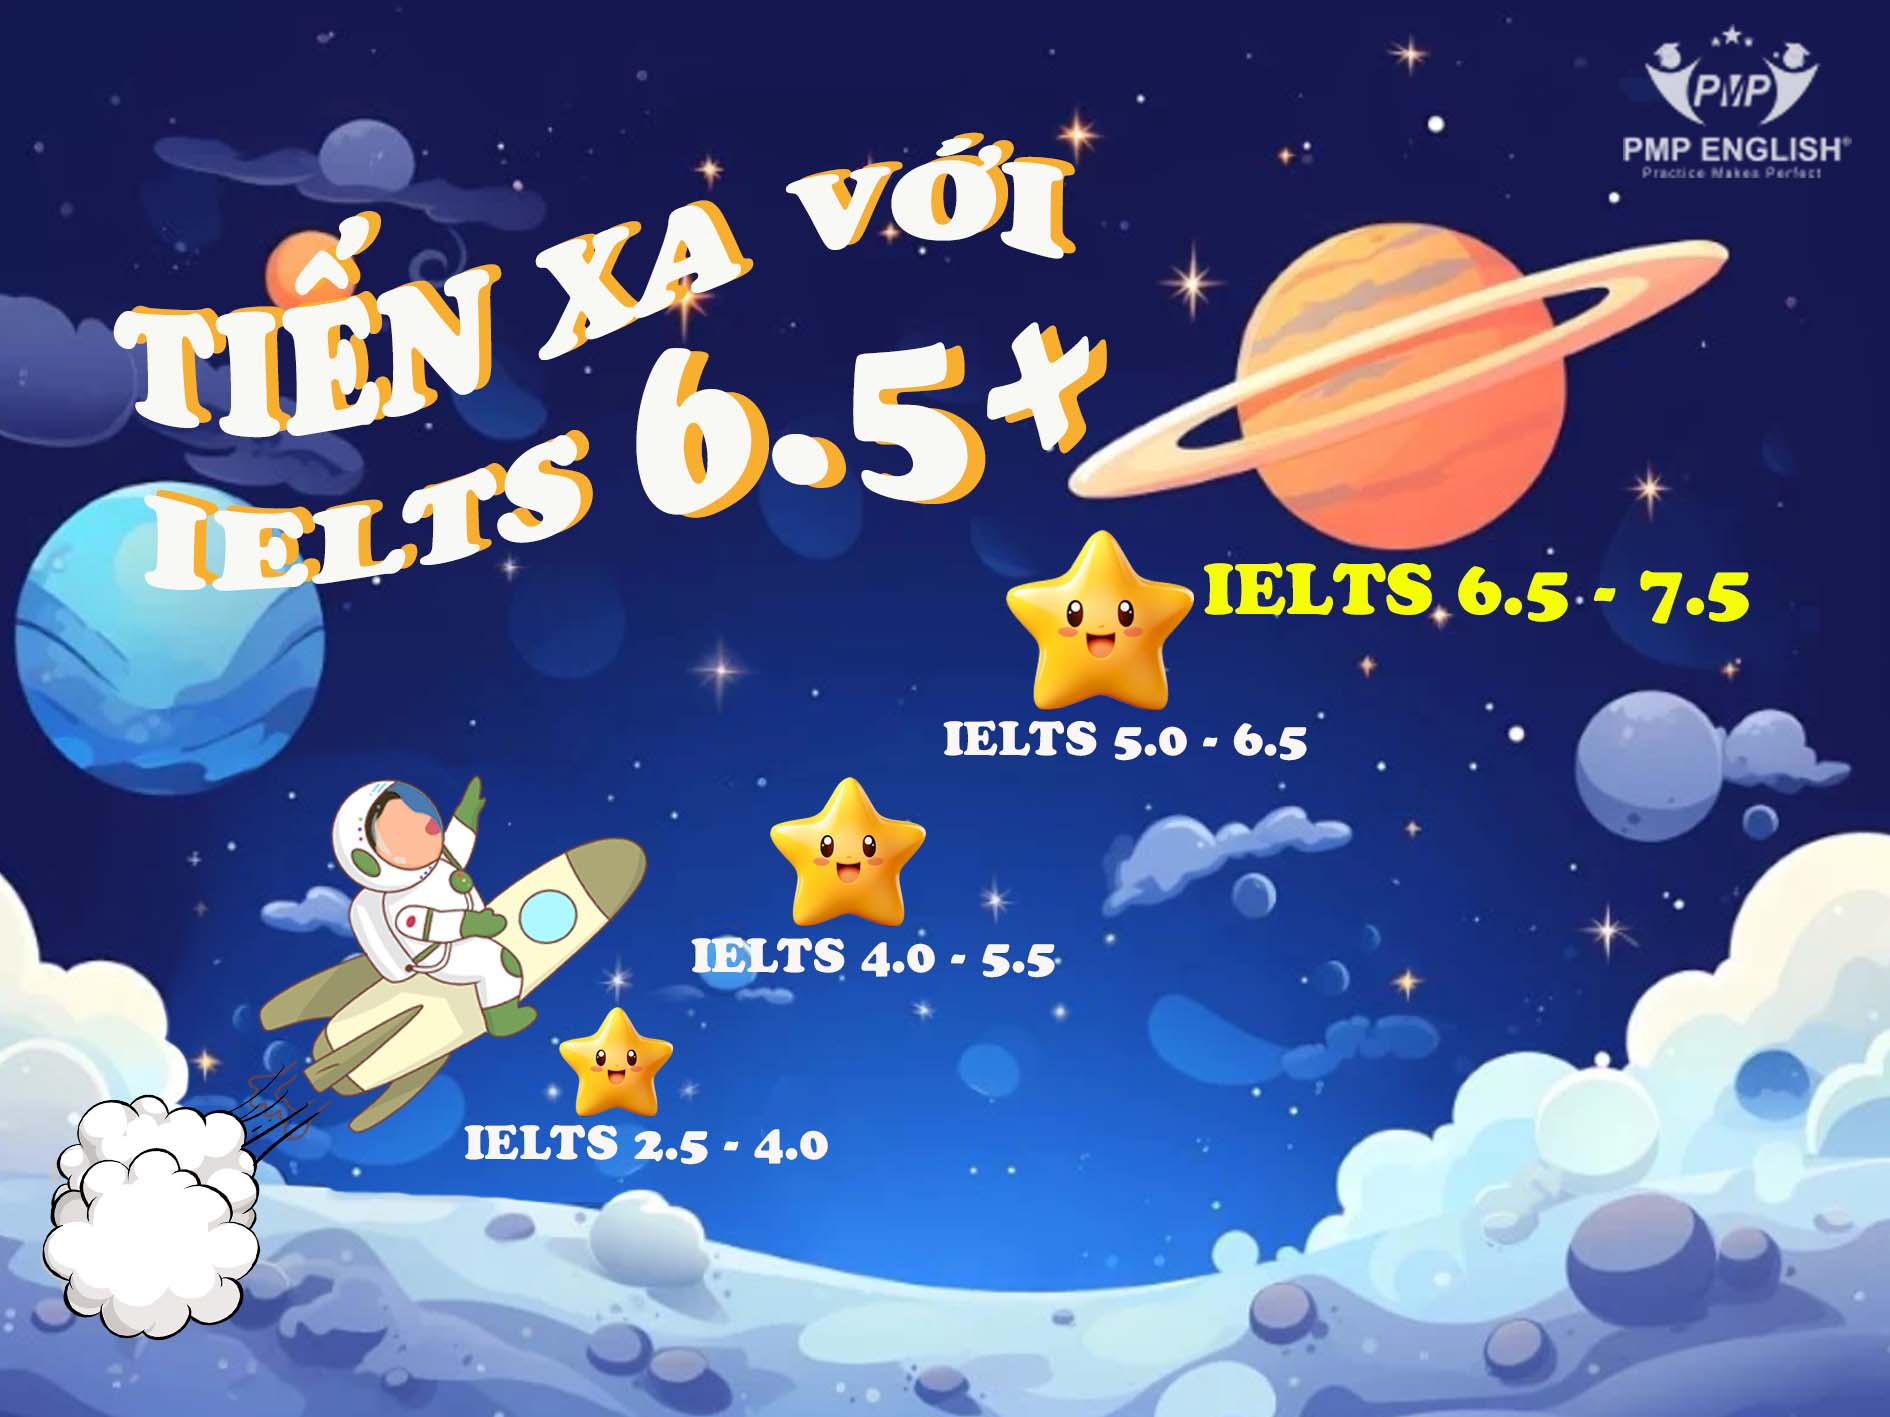 PMP
PMP ENGLISH®
Practice Makes Perfect
TIẾN XA VỚI
IELTS 6.5+
IELTS 6.5 - 7.5
IELTS 5.0 - 6.5
IELTS 4.0 - 5.5
IELTS 2.5 - 4.0